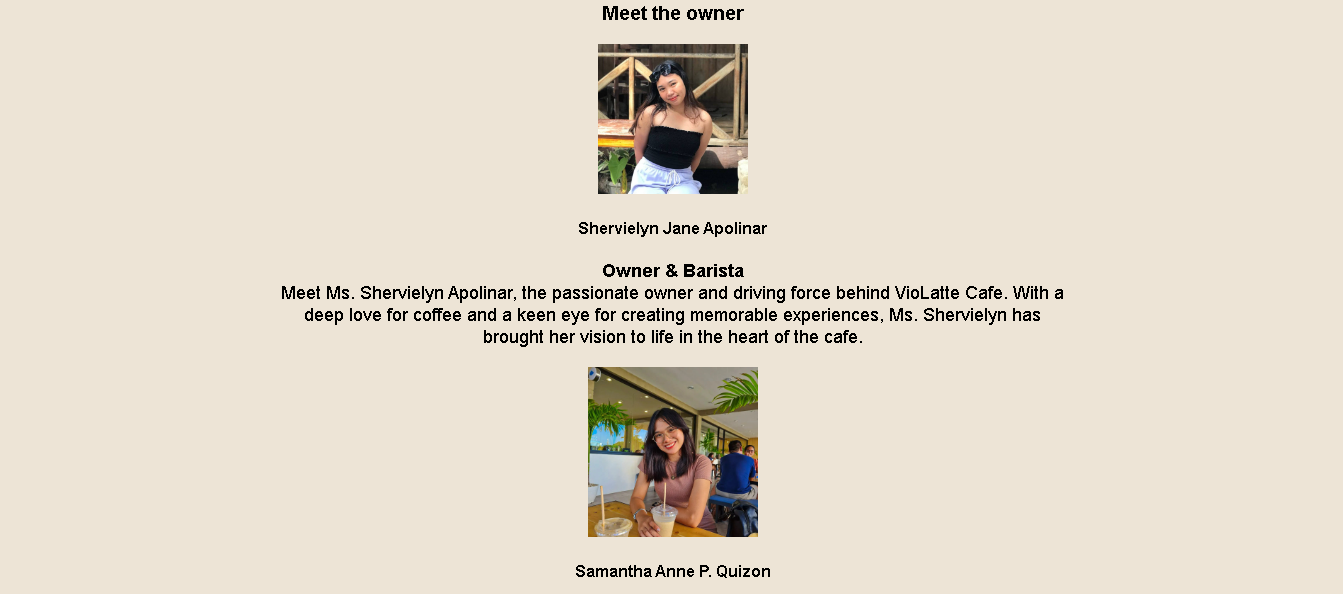 Meet the owner
Shervielyn Jane Apolinar
Owner & Barista
Meet Ms. Shervielyn Apolinar, the passionate owner and driving force behind VioLatte Cafe. With a
deep love for coffee and a keen eye for creating memorable experiences, Ms. Shervielyn has
brought her vision to life in the heart of the cafe.
Samantha Anne P. Quizon